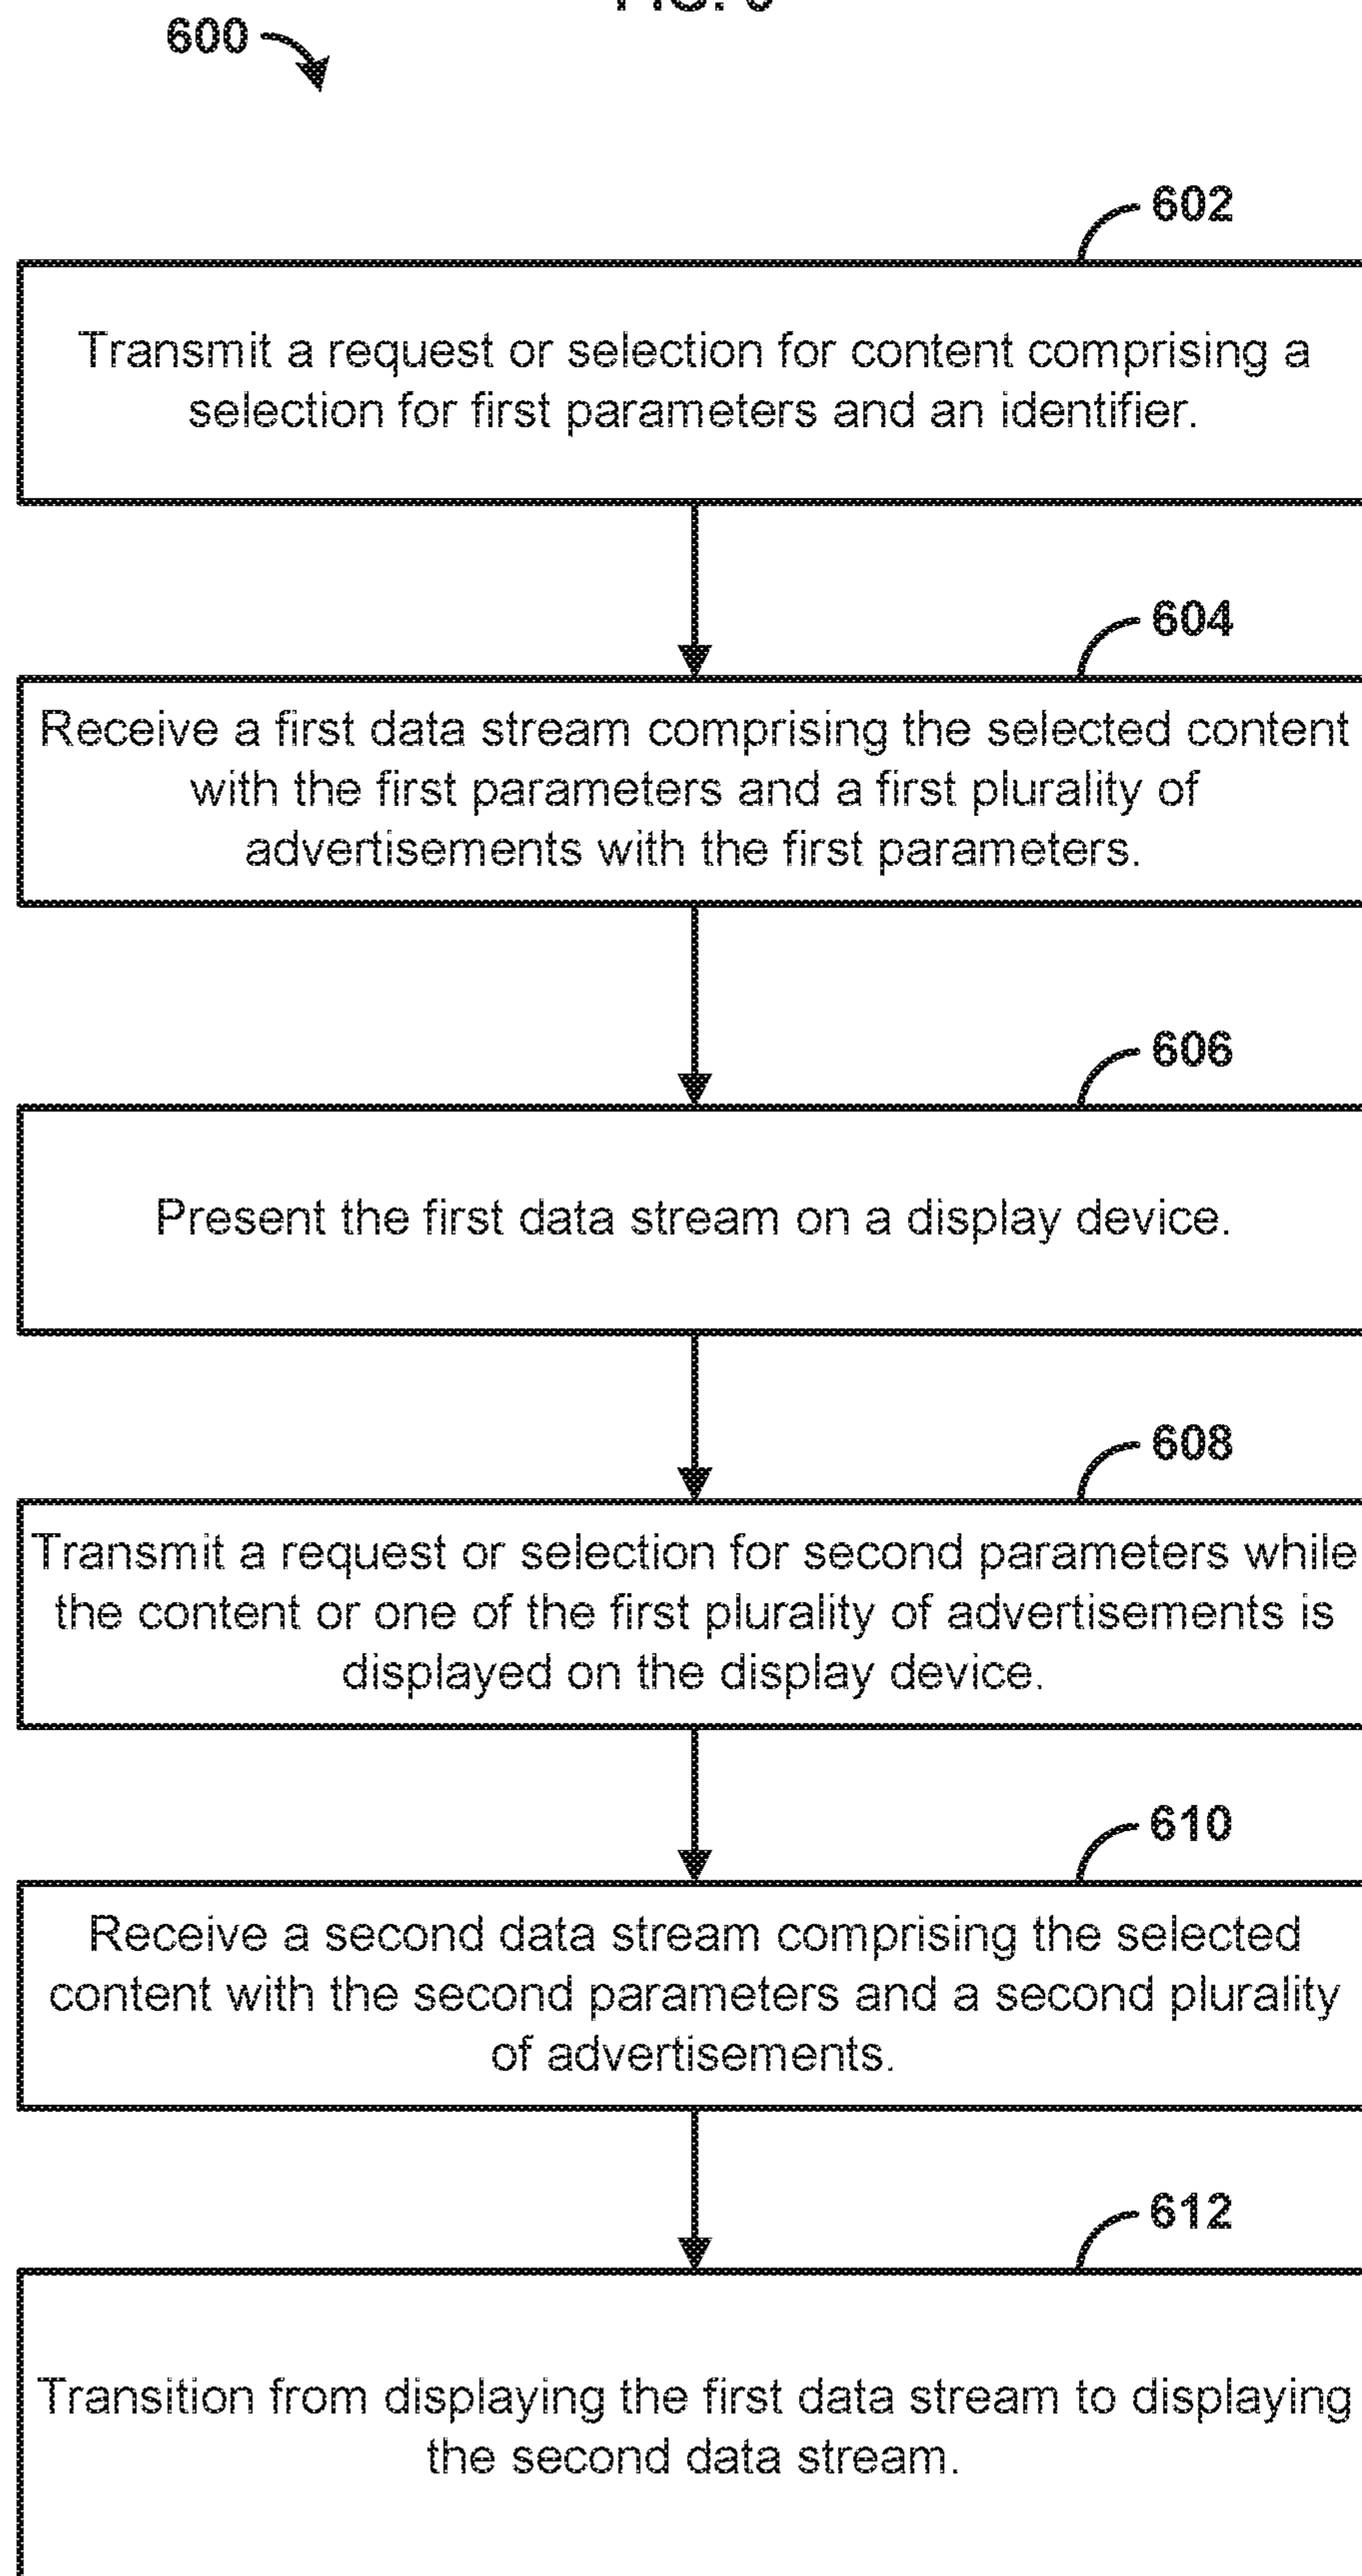 600
602
Transmit a request or selection for content comprising a
selection for first parameters and an identifier.
604
Receive a first data stream comprising the selected content
with the first parameters and a first plurality of
advertisements with the first parameters.
606
Present the first data stream on a display device.
608
Transmit a request or selection for second parameters while
the content or one of the first plurality of advertisements is
displayed on the display device.
610
Receive a second data stream comprising the selected
content with the second parameters and a second plurality
of advertisements.
612
Transition from displaying the first data stream to displaying
the second data stream.